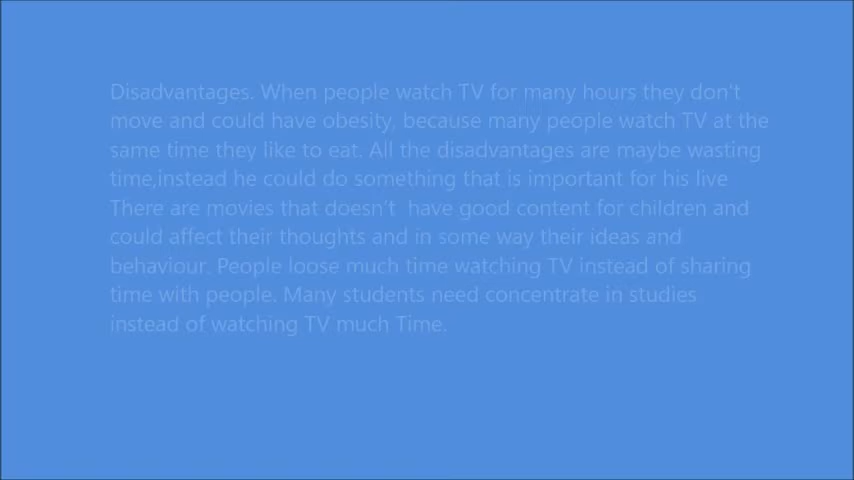 Disadvantages. When people watch TV for many hours they don't
move and could have obesity, because many people watch TV at the
same time they like to eat. All the disadvantages are maybe wasting
time,instead he could do something that is important for his live
There are movies that doesn't  have good content for children and
could affect their thoughts and in some way their ideas and
behaviour. People loose much time watching TV instead of sharing
time with people. Many students need concentrate in studies
instead of watching TV much Time.